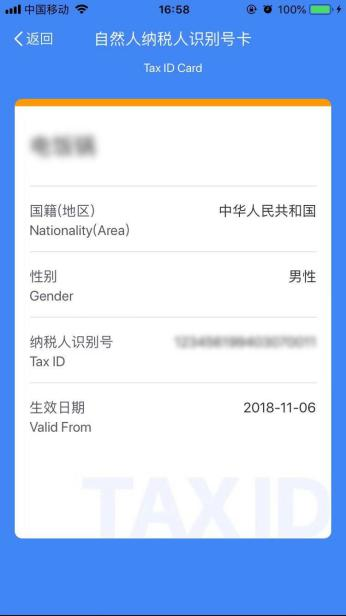 中国移动 16:58 100%
返回 自然人纳税人识别号卡
Tax ID Card
国籍(地区) 中华人民共和国
Nationality(Area)
性别 男性
Gender
纳税人识别号
Tax ID
生效日期 2018-11-06
Valid From
TAX ID